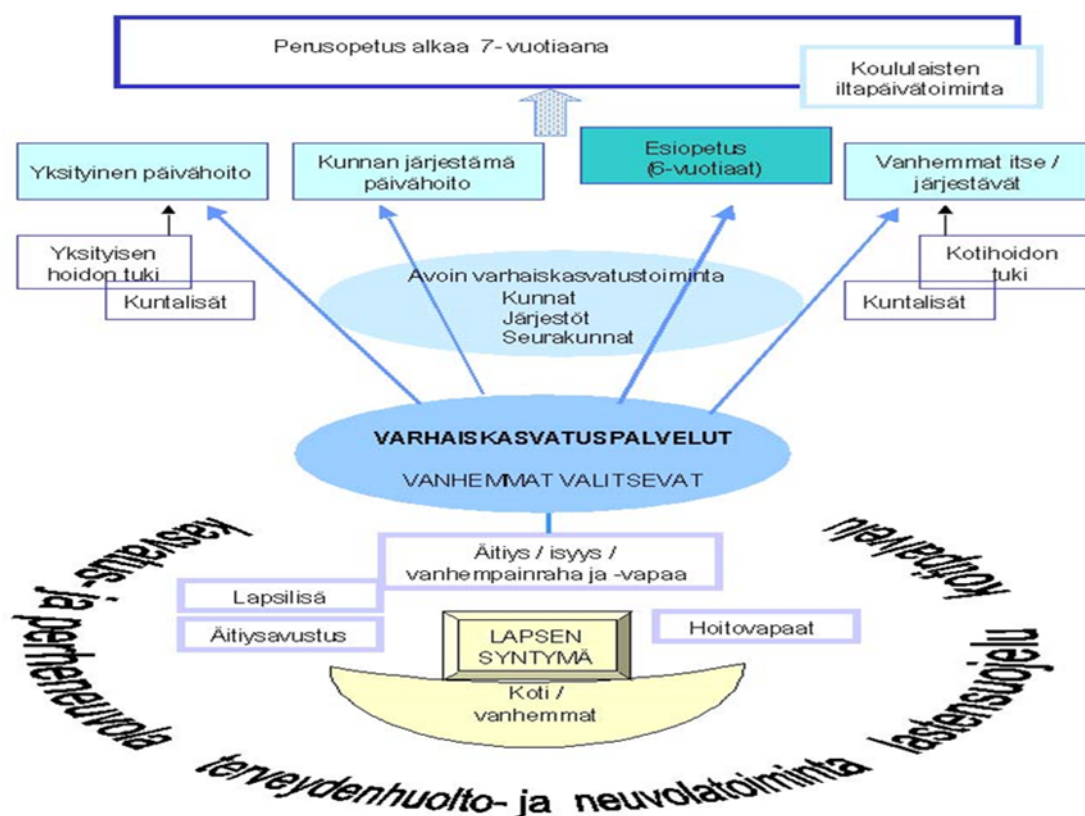 Perusopetus alkaa 7-vuotiaana
Koululaisten
iltapäivätoiminta
Yksityinen päivähoito
Kunnan järjestämä
päivähoito
Esiopetus
(6-vuotiaat)
Vanhemmat itse /
järjestävät
Yksityisen
hoidon tuki
Kuntalisät
Kotihoidon
tuki
Kuntalisät
Avoin varhaiskasvatustoiminta
Kunnat
Järjestöt
Seurakunnat
VARHAISKASVATUSPALVELUT
VANHEMMAT VALITSEVAT
Äitiys / isyys /
vanhempainraha ja -vapaa
Lapsilisä
Äitiysavustus
Hoitovapaat
LAPSEN
SYNTYMÄ
Koti /
vanhemmat
kasvatus- ja perheneuvola terveydenhuolto- ja neuvolatoiminta lastensuojelu kotipalvelu